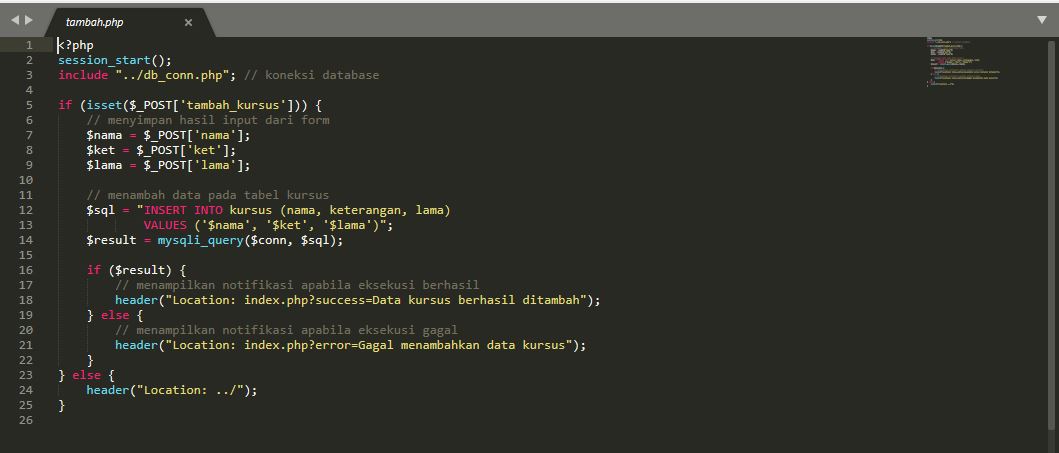 tambah.php
1 <?php
2 session_start();
3 include "../db_conn.php"; // koneksi database
4
5 if (isset($_POST['tambah_kursus'])) {
6 // menyimpan hasil input dari form
7 $nama = $_POST['nama'];
8 $ket = $_POST['ket'];
9 $lama = $_POST['lama'];
10
11 // menambah data pada tabel kursus
12 $sql = "INSERT INTO kursus (nama, keterangan, lama)
13 VALUES ('$nama', '$ket', '$lama')";
14 $result = mysqli_query($conn, $sql);
15
16 if ($result) {
17 // menampilkan notifikasi apabila eksekusi berhasil
18 header("Location: index.php?success=Data kursus berhasil ditambah");
19 } else {
20 // menampilkan notifikasi apabila eksekusi gagal
21 header("Location: index.php?error=Gagal menambahkan data kursus");
22 }
23 } else {
24 header("Location: ../");
25 }
26